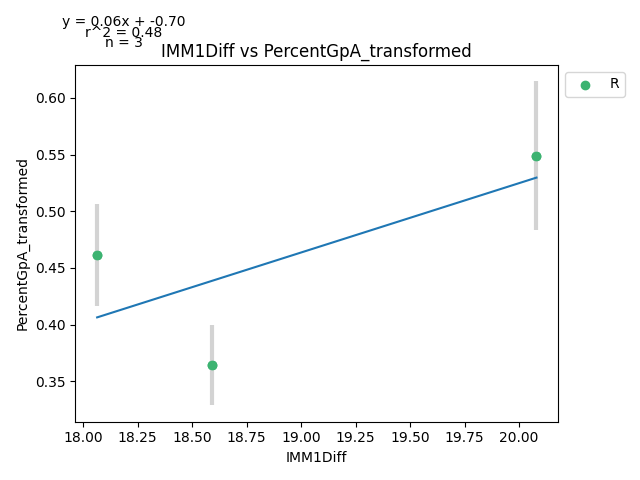 y = 0.06x + -0.70
r^2 = 0.48
n = 3
IMM1Diff vs PercentGpA_transformed
R
PercentGpA_transformed
0.60
0.55
0.50
0.45
0.40
0.35
18.00 18.25 18.50 18.75 19.00 19.25 19.50 19.75 20.00
IMM1Diff